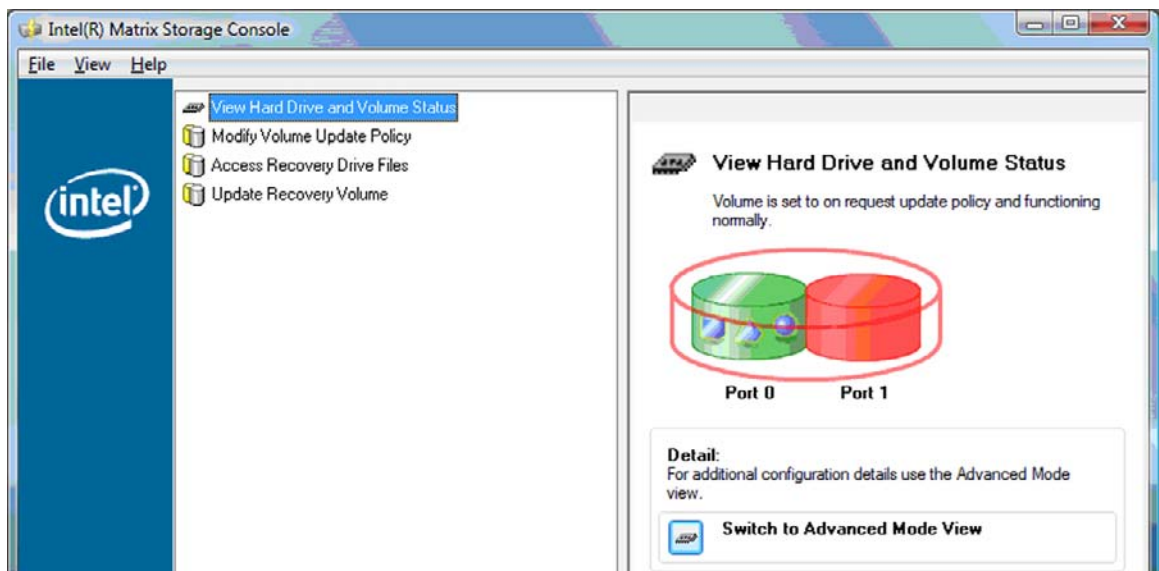 Intel(R) Matrix Storage Console
File View Help
intel
View Hard Drive and Volume Status
Modify Volume Update Policy
Access Recovery Drive Files
Update Recovery Volume
View Hard Drive and Volume Status
Volume is set to on request update policy and functioning
normally.
Port 0 Port 1
Detail:
For additional configuration details use the Advanced Mode
view.
Switch to Advanced Mode View